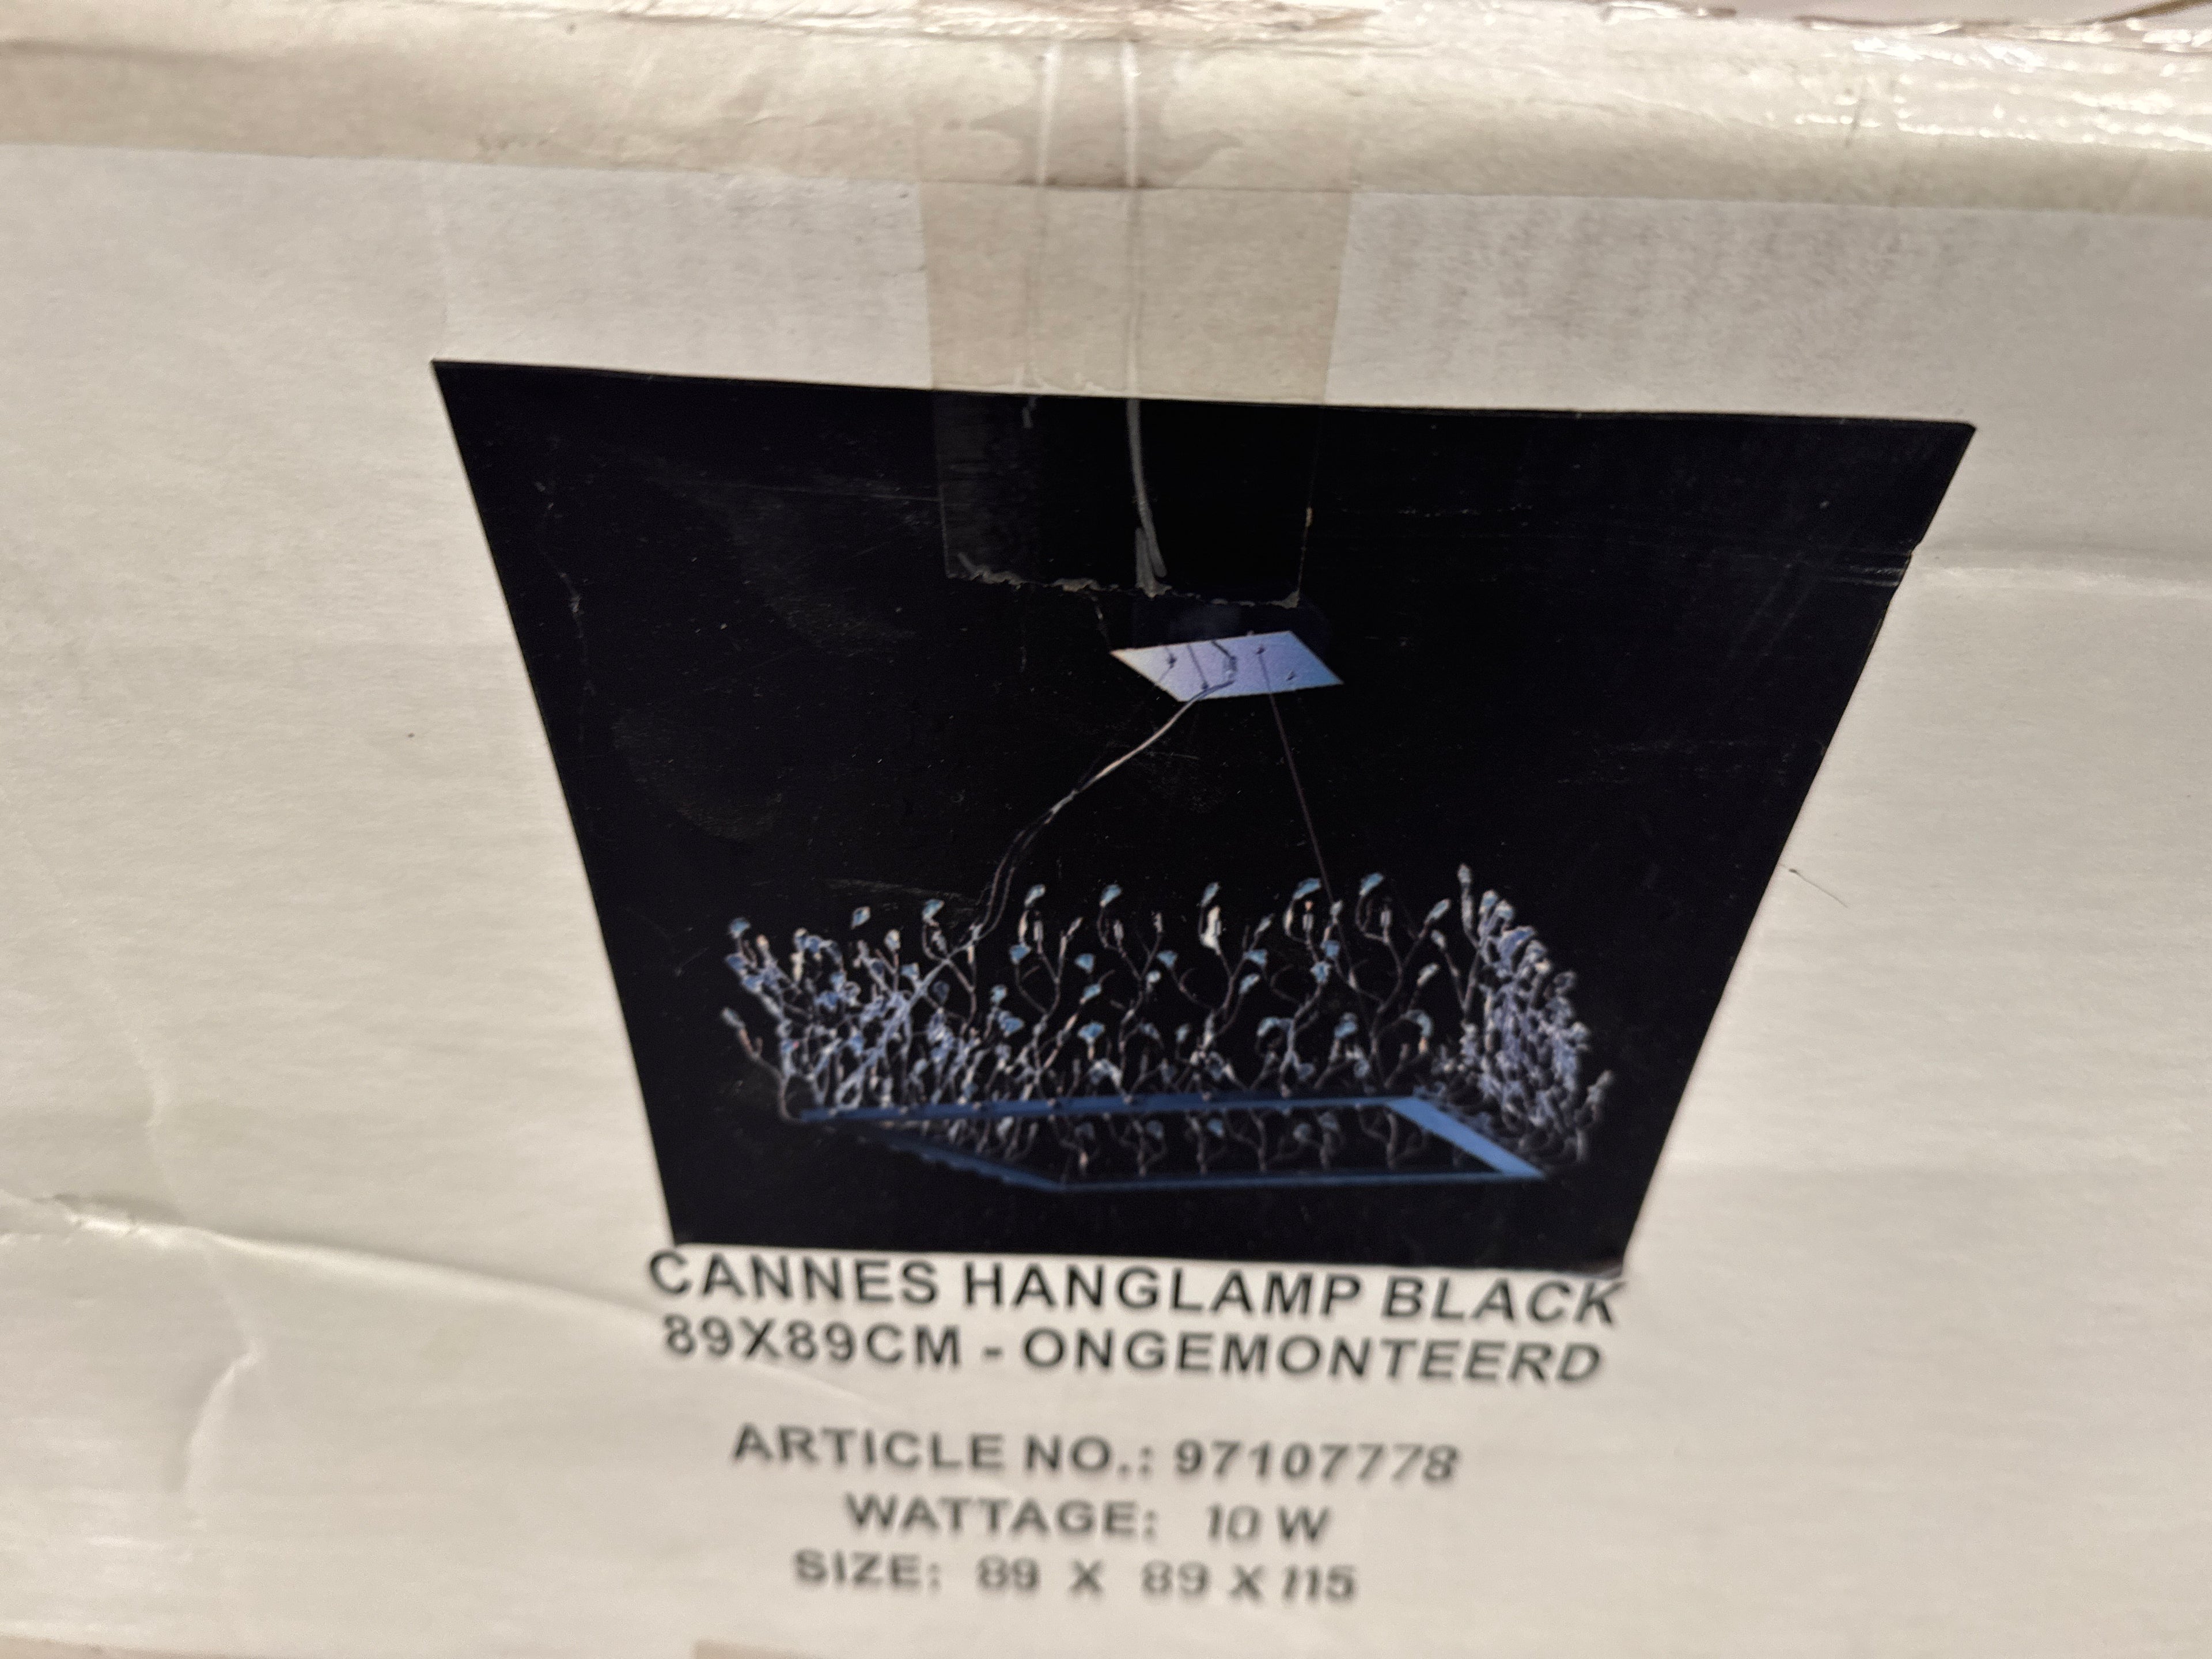 CANNES HANGLAMP BLACK
89X89CM - ONGEMONTEERD
ARTICLE NO.: 97107778
WATTAGE: 10 W
SIZE: 89 X 89 X 115